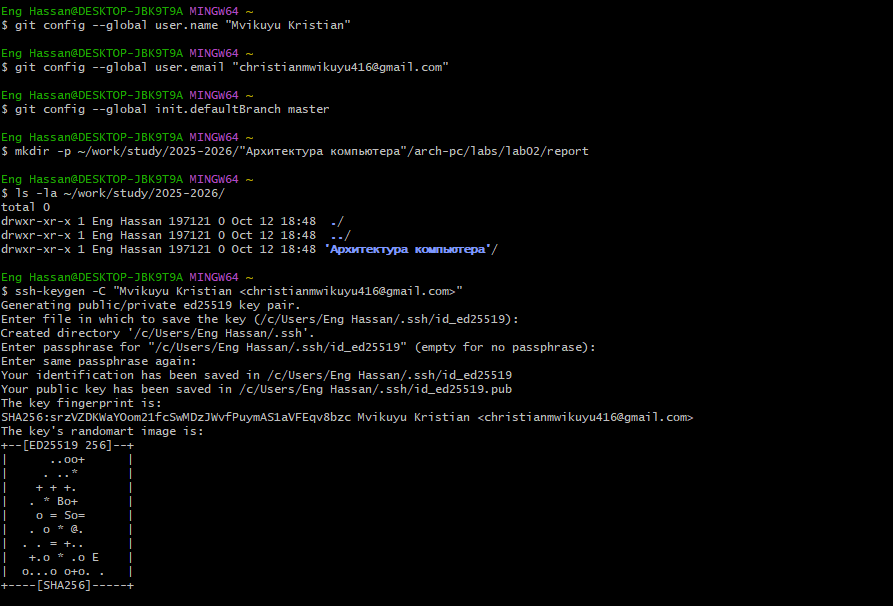 Eng Hassan@DESKTOP-JBK9T9A MINGW64 ~
$ git config --global user.name "Mvikuyu Kristian"
Eng Hassan@DESKTOP-JBK9T9A MINGW64 ~
$ git config --global user.email "christianmwikuyu416@gmail.com"
Eng Hassan@DESKTOP-JBK9T9A MINGW64 ~
$ git config --global init.defaultBranch master
Eng Hassan@DESKTOP-JBK9T9A MINGW64 ~
$ mkdir -p ~/work/study/2025-2026/"Архитектура компьютера"/arch-pc/labs/lab02/report
Eng Hassan@DESKTOP-JBK9T9A MINGW64 ~
$ ls -la ~/work/study/2025-2026/
total 0
drwxr-xr-x 1 Eng Hassan 197121 0 Oct 12 18:48  ./
drwxr-xr-x 1 Eng Hassan 197121 0 Oct 12 18:48  ../
drwxr-xr-x 1 Eng Hassan 197121 0 Oct 12 18:48 'Архитектура компьютера'/
Eng Hassan@DESKTOP-JBK9T9A MINGW64 ~
$ ssh-keygen -C "Mvikuyu Kristian <christianmwikuyu416@gmail.com>"
Generating public/private ed25519 key pair.
Enter file in which to save the key (/c/Users/Eng Hassan/.ssh/id_ed25519):
Created directory '/c/Users/Eng Hassan/.ssh'.
Enter passphrase for "/c/Users/Eng Hassan/.ssh/id_ed25519" (empty for no passphrase):
Enter same passphrase again:
Your identification has been saved in /c/Users/Eng Hassan/.ssh/id_ed25519
Your public key has been saved in /c/Users/Eng Hassan/.ssh/id_ed25519.pub
The key fingerprint is:
SHA256:srzVZDKWaYOom21fcSwMDzJWvfPuymAS1aVFEqv8bzc Mvikuyu Kristian <christianmwikuyu416@gmail.com>
The key's randomart image is:
+--[ED25519 256]--+
|      ..oo+      |
|     . ..*       |
|    + + +.       |
|   . * Bo+       |
|    o = So=      |
|   . o * @.      |
|  . . = +..      |
|   +.o * .o E    |
|  o...o o+o. .   |
+----[SHA256]-----+